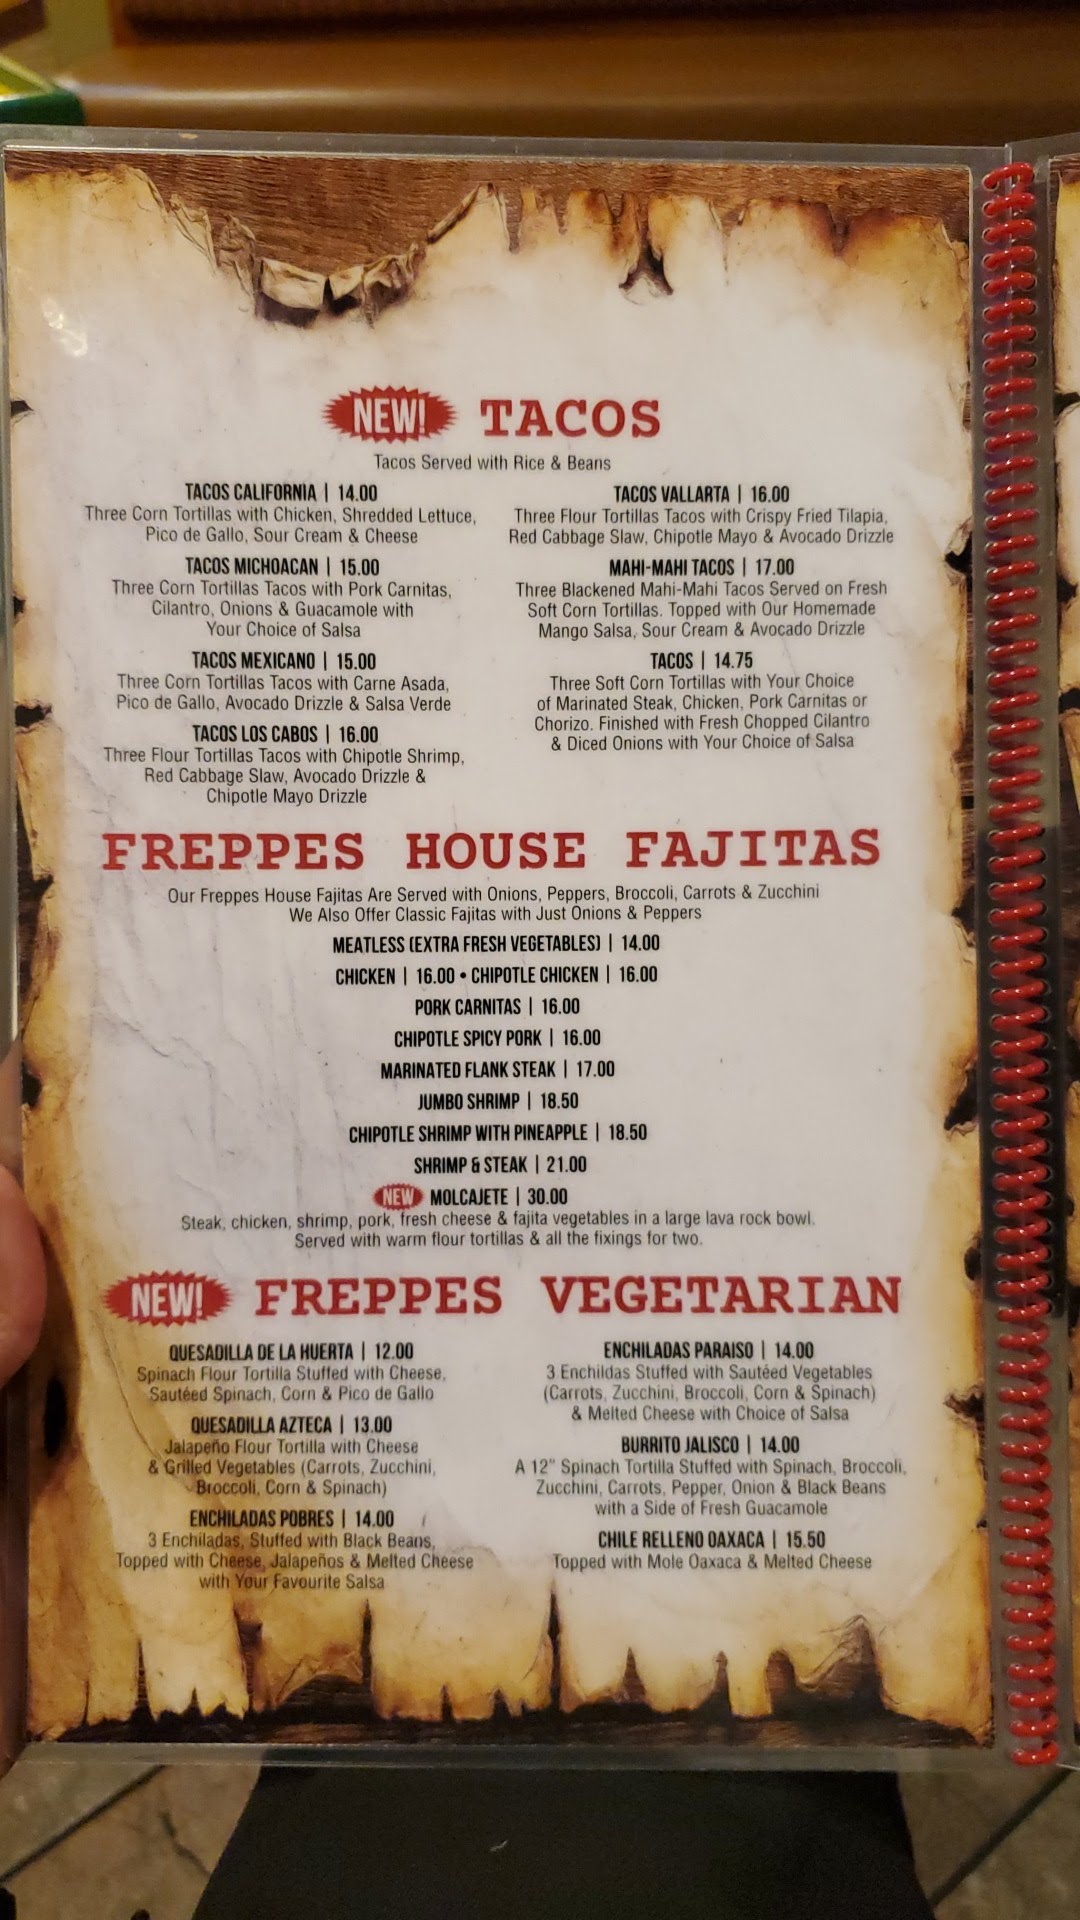 NEW! TACOS
Tacos Served with Rice & Beans
TACOS CALIFORNIA | 14.00
Three Corn Tortillas with Chicken, Shredded Lettuce,
Pico de Gallo, Sour Cream & Cheese
TACOS MICHOACAN | 15.00
Three Corn Tortillas Tacos with Pork Carnitas,
Cilantro, Onions & Guacamole with
Your Choice of Salsa
TACOS MEXICANO | 15.00
Three Corn Tortillas Tacos with Carne Asada,
Pico de Gallo, Avocado Drizzle & Salsa Verde
TACOS LOS CABOS | 16.00
Three Flour Tortillas Tacos with Chipotle Shrimp,
Red Cabbage Slaw, Avocado Drizzle &
Chipotle Mayo Drizzle
TACOS VALLARTA | 16.00
Three Flour Tortillas Tacos with Crispy Fried Tilapia,
Red Cabbage Slaw, Chipotle Mayo & Avocado Drizzle
MAHI-MAHI TACOS | 17.00
Three Blackened Mahi-Mahi Tacos Served on Fresh
Soft Corn Tortillas. Topped with Our Homemade
Mango Salsa, Sour Cream & Avocado Drizzle
TACOS | 14.75
Three Soft Corn Tortillas with Your Choice
of Marinated Steak, Chicken, Pork Carnitas or
Chorizo. Finished with Fresh Chopped Cilantro
& Diced Onions with Your Choice of Salsa
FREPPES HOUSE FAJITAS
Our Freppes House Fajitas Are Served with Onions, Peppers, Broccoli, Carrots & Zucchini
We Also Offer Classic Fajitas with Just Onions & Peppers
MEATLESS (EXTRA FRESH VEGETABLES) | 14.00
CHICKEN | 16.00 • CHIPOTLE CHICKEN | 16.00
PORK CARNITAS | 16.00
CHIPOTLE SPICY PORK | 16.00
MARINATED FLANK STEAK | 17.00
JUMBO SHRIMP | 18.50
CHIPOTLE SHRIMP WITH PINEAPPLE | 18.50
SHRIMP & STEAK | 21.00
NEW MOLCAJETE | 30.00
Steak, chicken, shrimp, pork, fresh cheese & fajita vegetables in a large lava rock bowl.
Served with warm flour tortillas & all the fixings for two.
NEW! FREPPES VEGETARIAN
QUESADILLA DE LA HUERTA | 12.00
Spinach Flour Tortilla Stuffed with Cheese,
Sautéed Spinach, Corn & Pico de Gallo
QUESADILLA AZTECA | 13.00
Jalapeño Flour Tortilla with Cheese
& Grilled Vegetables (Carrots, Zucchini,
Broccoli, Corn & Spinach)
ENCHILADAS POBRES | 14.00
3 Enchiladas, Stuffed with Black Beans,
Topped with Cheese, Jalapeños & Melted Cheese
with Your Favourite Salsa
ENCHILADAS PARAISO | 14.00
3 Enchildas Stuffed with Sautéed Vegetables
(Carrots, Zucchini, Broccoli, Corn & Spinach)
& Melted Cheese with Choice of Salsa
BURRITO JALISCO | 14.00
A 12" Spinach Tortilla Stuffed with Spinach, Broccoli,
Zucchini, Carrots, Pepper, Onion & Black Beans
with a Side of Fresh Guacamole
CHILE RELLENO OAXACA | 15.50
Topped with Mole Oaxaca & Melted Cheese